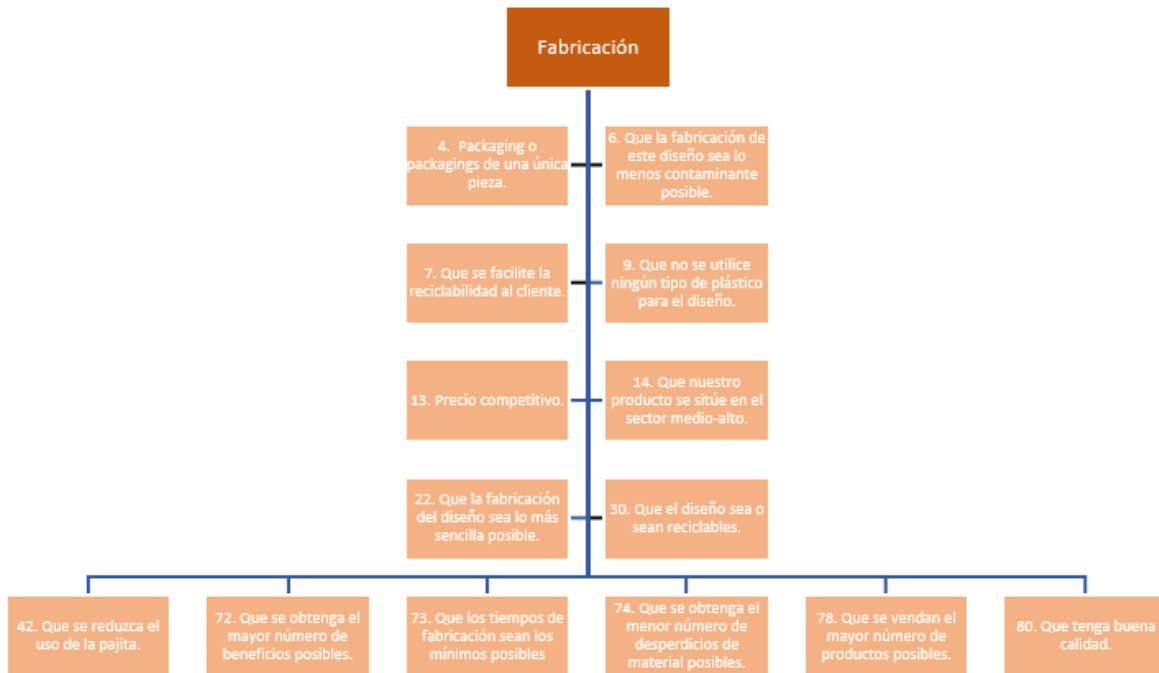 Fabricación
4. Packaging o
packagings de una única
pieza.
6. Que la fabricación de
este diseño sea lo
menos contaminante
posible.
7. Que se facilite la
reciclabilidad al cliente.
9. Que no se utilice
ningún tipo de plástico
para el diseño.
13. Precio competitivo.
14. Que nuestro
producto se sitúe en el
sector medio-alto.
22. Que la fabricación
del diseño sea lo más
sencilla posible.
30. Que el diseño sea o
sean reciclables.
42. Que se reduzca el
uso de la pajita.
72. Que se obtenga el
mayor número de
beneficios posibles.
73. Que los tiempos de
fabricación sean los
mínimos posibles
74. Que se obtenga el
menor número de
desperdicios de
material posibles.
78. Que se vendan el
mayor número de
productos posibles.
80. Que tenga buena
calidad.